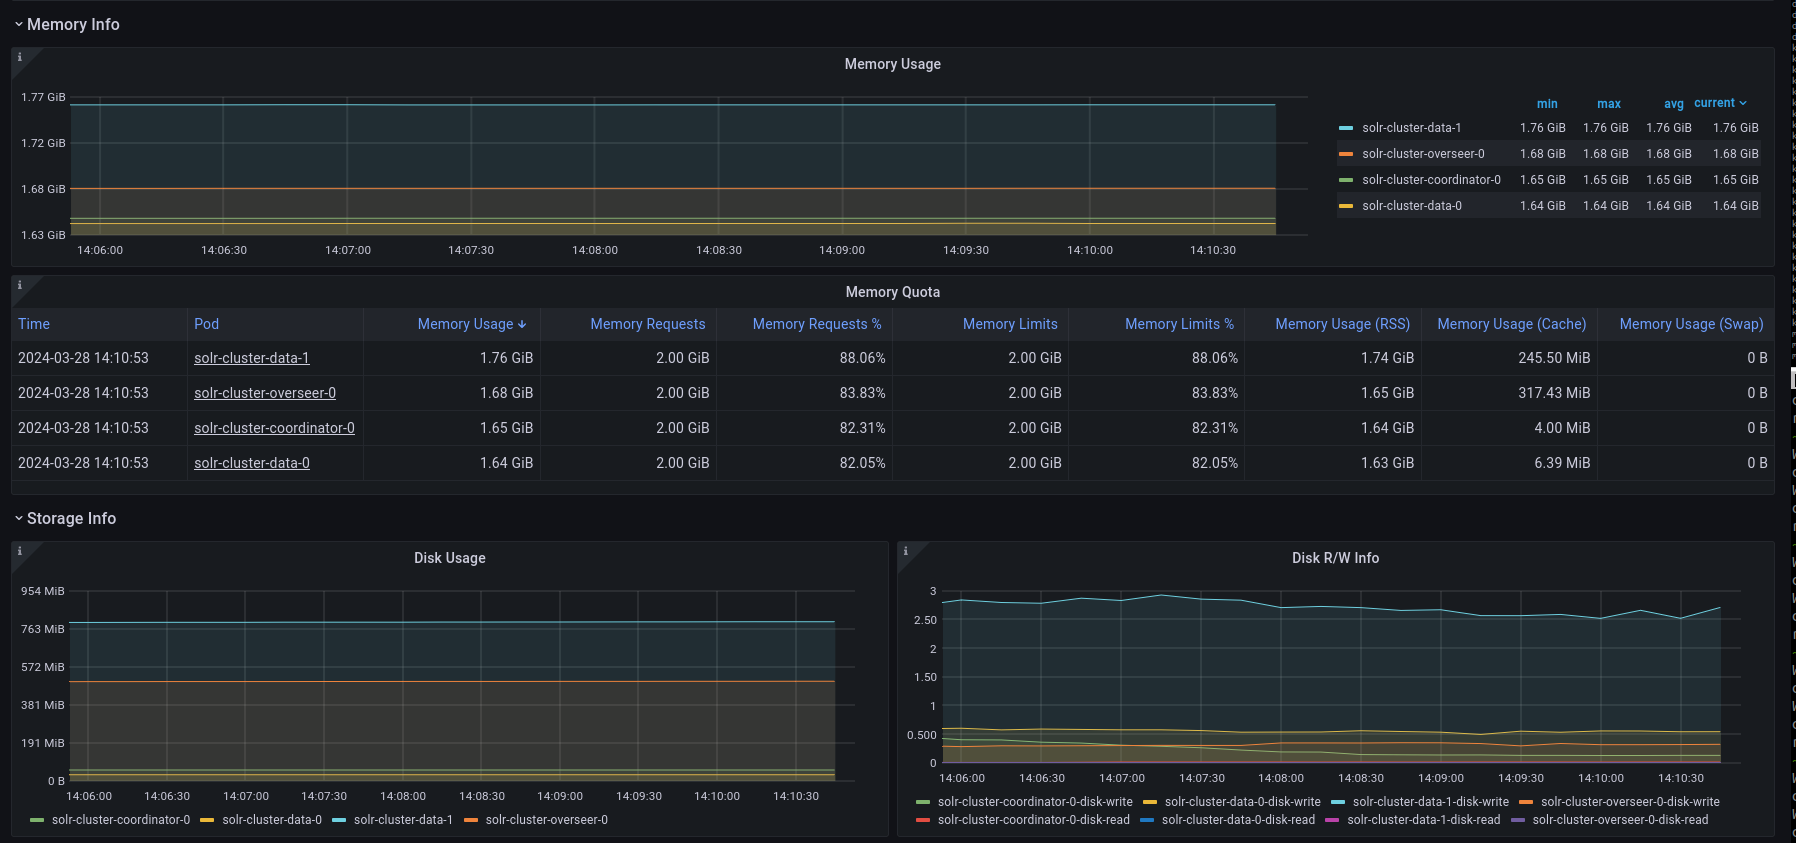 Memory Info
Memory Usage
1.77 GiB
1.72 GiB
1.68 GiB
1.63 GiB
14:06:00 14:06:30 14:07:00 14:07:30 14:08:00 14:08:30 14:09:00 14:09:30 14:10:00 14:10:30
min max avg current
solr-cluster-data-1 1.76 GiB 1.76 GiB 1.76 GiB 1.76 GiB
solr-cluster-overseer-0 1.68 GiB 1.68 GiB 1.68 GiB 1.68 GiB
solr-cluster-coordinator-0 1.65 GiB 1.65 GiB 1.65 GiB 1.65 GiB
solr-cluster-data-0 1.64 GiB 1.64 GiB 1.64 GiB 1.64 GiB
Memory Quota
Time Pod Memory Usage Memory Requests Memory Requests % Memory Limits Memory Limits % Memory Usage (RSS) Memory Usage (Cache) Memory Usage (Swap)
2024-03-28 14:10:53 solr-cluster-data-1 1.76 GiB 2.00 GiB 88.06% 2.00 GiB 88.06% 1.74 GiB 245.50 MiB 0 B
2024-03-28 14:10:53 solr-cluster-overseer-0 1.68 GiB 2.00 GiB 83.83% 2.00 GiB 83.83% 1.65 GiB 317.43 MiB 0 B
2024-03-28 14:10:53 solr-cluster-coordinator-0 1.65 GiB 2.00 GiB 82.31% 2.00 GiB 82.31% 1.64 GiB 4.00 MiB 0 B
2024-03-28 14:10:53 solr-cluster-data-0 1.64 GiB 2.00 GiB 82.05% 2.00 GiB 82.05% 1.63 GiB 6.39 MiB 0 B
Storage Info
Disk Usage
954 MiB
763 MiB
572 MiB
381 MiB
191 MiB
0 B
14:06:00 14:06:30 14:07:00 14:07:30 14:08:00 14:08:30 14:09:00 14:09:30 14:10:00 14:10:30
solr-cluster-coordinator-0 solr-cluster-data-0 solr-cluster-data-1 solr-cluster-overseer-0
Disk R/W Info
3
2.50
2
1.50
1
0.500
0
14:06:00 14:06:30 14:07:00 14:07:30 14:08:00 14:08:30 14:09:00 14:09:30 14:10:00 14:10:30
solr-cluster-coordinator-0-disk-write solr-cluster-data-0-disk-write solr-cluster-data-1-disk-write solr-cluster-overseer-0-disk-write
solr-cluster-coordinator-0-disk-read solr-cluster-data-0-disk-read solr-cluster-data-1-disk-read solr-cluster-overseer-0-disk-read